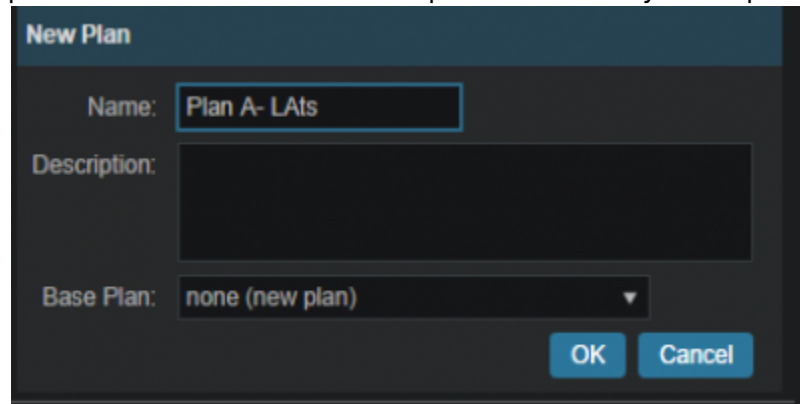 New Plan
Name: Plan A- LAts
Description:
Base Plan: none (new plan)
OK Cancel